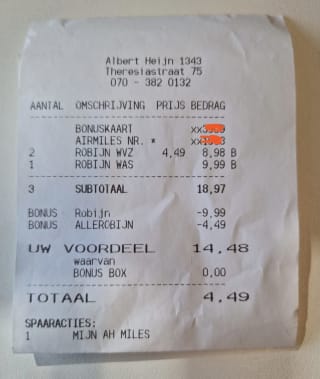 Albert Heijn 1343
Theresiastraat 75
070 - 382 0132
AANTAL OMSCHRIJVING PRIJS BEDRAG
BONUSKAART
AIRMILES NR. *
2 ROBIJN WVZ 4,49 8,98 B
1 ROBIJN WAS 9,99 B
3 SUBTOTAAL 18,97
BONUS Robijn -9,99
BONUS ALLEROBIJN -4,49
UW VOORDEEL 14,48
waarvan
BONUS BOX 0,00
TOTAAL 4,49
SPAARACTIES:
1 MIJN AH MILES